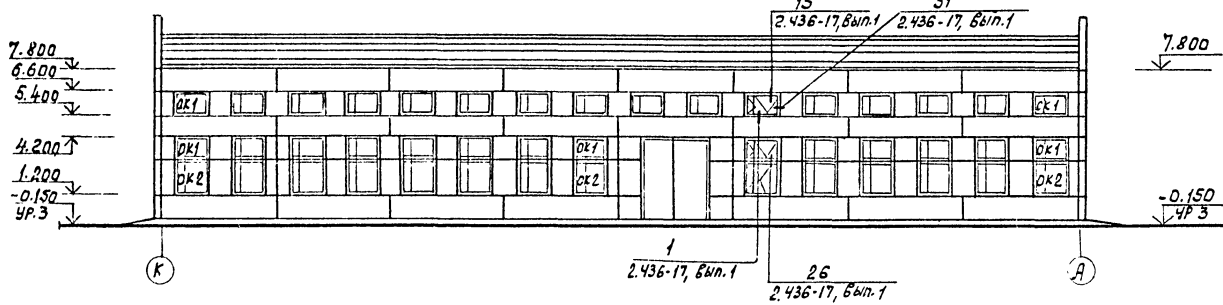 15 31
2.436-17, Вып.1 2.436-17, Вып.1
7.800 7.800
6.600
5.400
ОК1 ОК1
4.200
ОК1 ОК1 ОК1
1.200
ОК2 ОК2 ОК2
-0.150 -0.150
УР.3 УР.3
К А
1
2.436-17, Вып.1
26
2.436-17, Вып.1